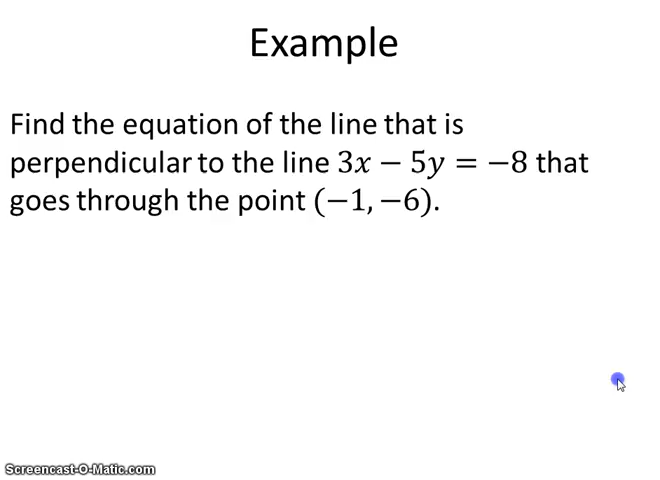 Example
Find the equation of the line that is
perpendicular to the line 3𝑥 − 5𝑦 = −8 that
goes through the point (−1, −6).
Screencast-O-Matic.com